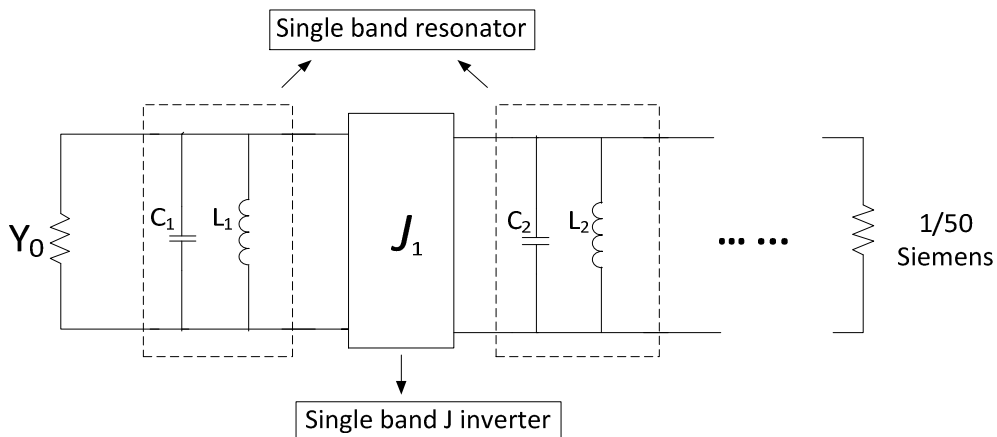 Single band resonator
Y₀
C₁
L₁
J₁
C₂
L₂
... ...
1/50
Siemens
Single band J inverter